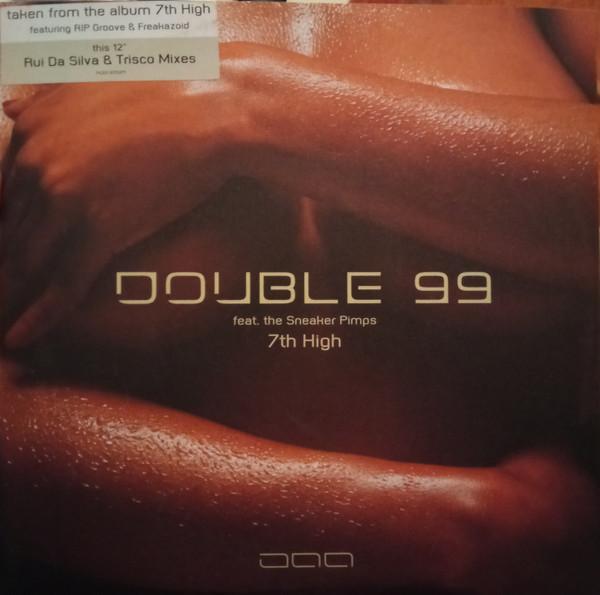 taken from the album 7th High
featuring RIP Groove & Freakazoid
this 12"
Rui Da Silva & Trisco Mixes
DOUBLE 99
feat. the Sneaker Pimps
7th High